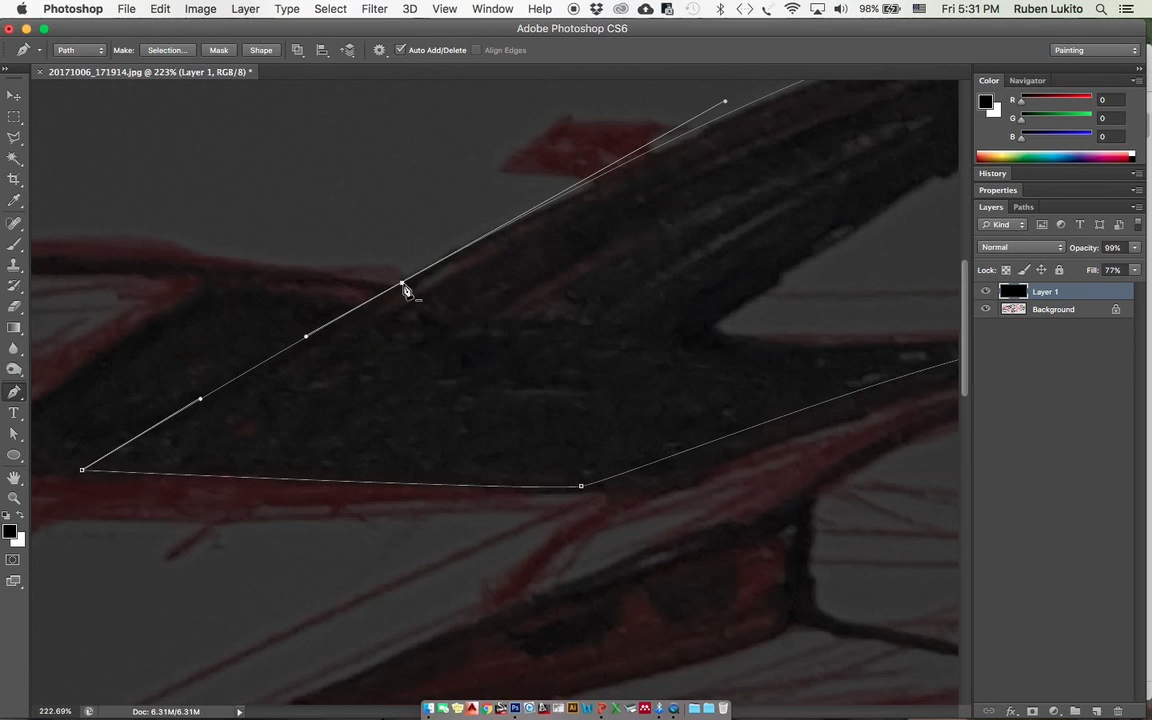 Photoshop File Edit Image Layer Type Select Filter 3D View Window Help 98% Fri 5:31 PM Ruben Lukito
Adobe Photoshop CS6
Path Make: Selection... Mask Shape Auto Add/Delete Align Edges Painting
× 20171006_171914.jpg @ 223% (Layer 1, RGB/8) *
Color Navigator
R 0
G 0
B 0
History
Properties
Layers Paths
Kind
Normal Opacity: 99%
Lock: Fill: 77%
Layer 1
Background
222.69% Doc: 6.31M/6.31M